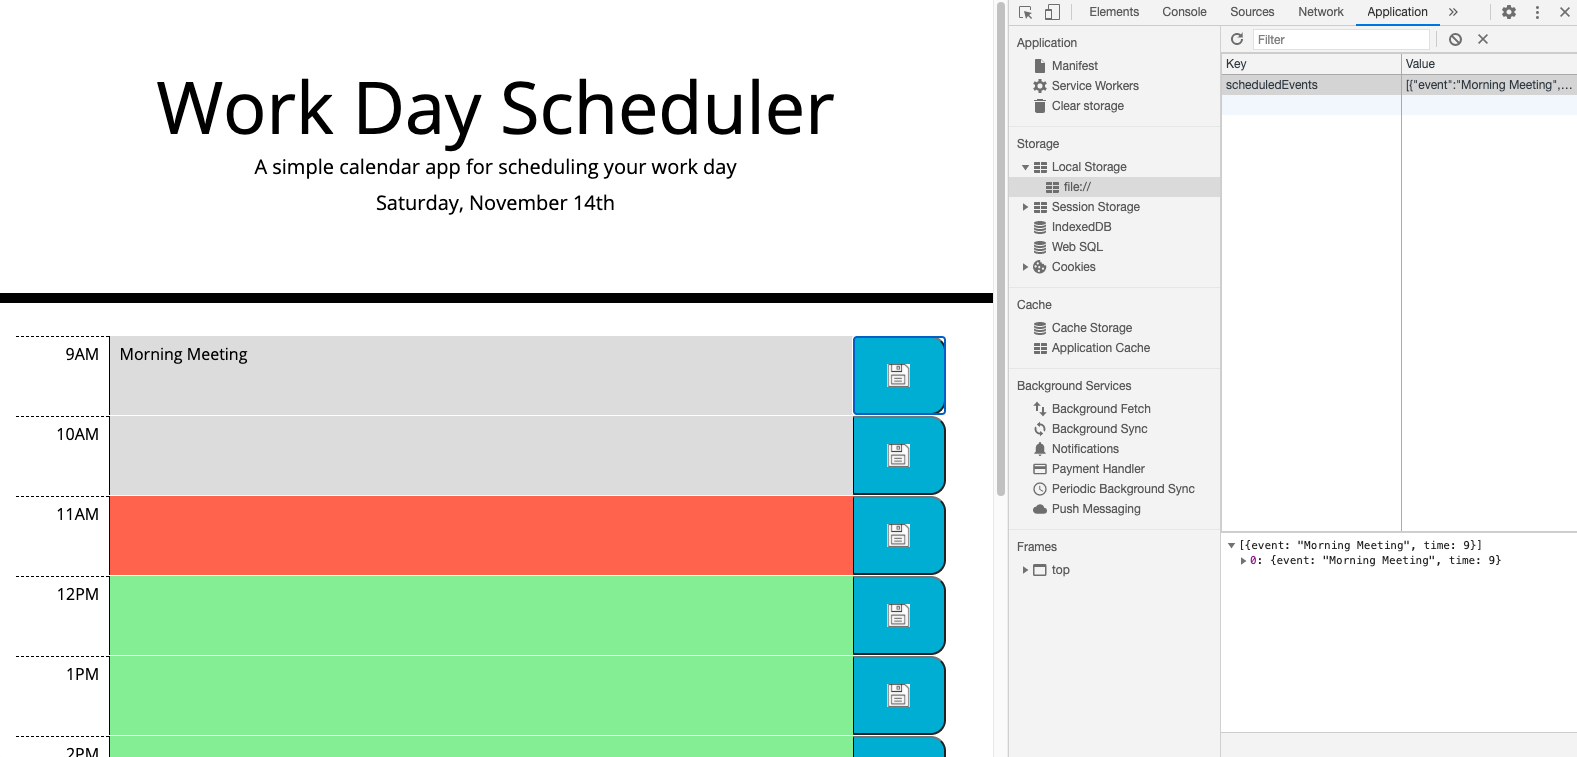 Work Day Scheduler
A simple calendar app for scheduling your work day
Saturday, November 14th
9AM
Morning Meeting
10AM
11AM
12PM
1PM
2PM
Elements Console Sources Network Application »
Application
Manifest
Service Workers
Clear storage
Storage
Local Storage
file://
Session Storage
IndexedDB
Web SQL
Cookies
Cache
Cache Storage
Application Cache
Background Services
Background Fetch
Background Sync
Notifications
Payment Handler
Periodic Background Sync
Push Messaging
Frames
top
Filter
Key Value
scheduledEvents [{"event":"Morning Meeting",...
[{event: "Morning Meeting", time: 9}]
0: {event: "Morning Meeting", time: 9}